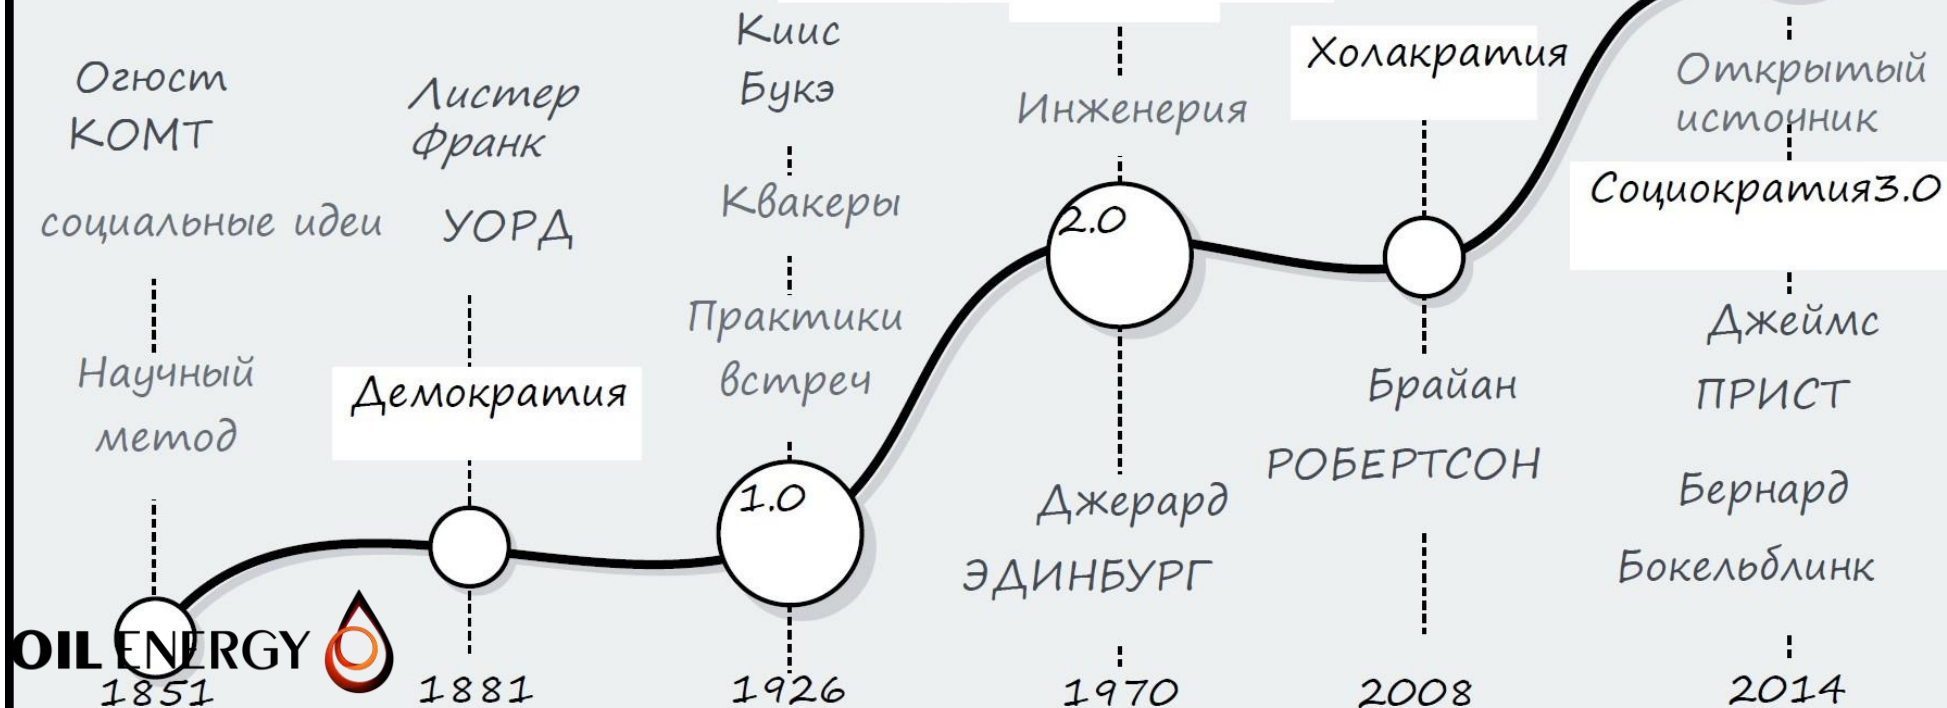 Огюст
КОМТ
социальные идеи
Научный
метод
1851
Листер
Франк
УОРД
Демократия
1881
Киис
Букэ
Квакеры
Практики
встреч
1.0
1926
Инженерия
2.0
Джерард
ЭДИНБУРГ
1970
Холакратия
Брайан
РОБЕРТСОН
2008
Открытый
источник
Социократия3.0
Джеймс
ПРИСТ
Бернард
Бокельблинк
2014
OIL ENERGY